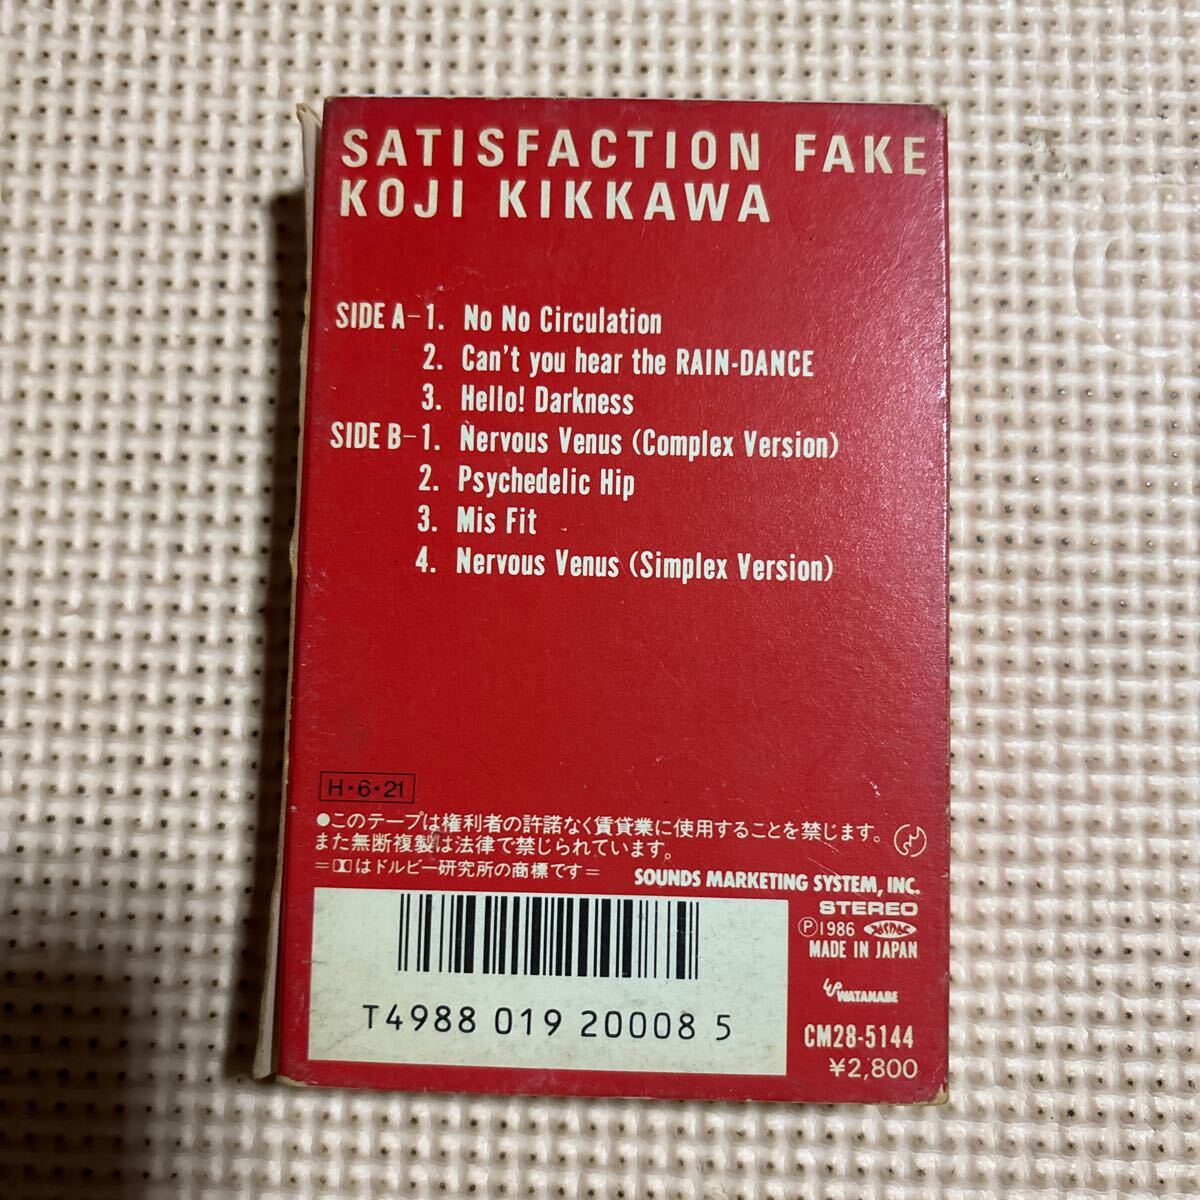 SATISFACTION FAKE
KOJI KIKKAWA
SIDE A-1. No No Circulation
2. Can't you hear the RAIN-DANCE
3. Hello! Darkness
SIDE B-1. Nervous Venus (Complex Version)
2. Psychedelic Hip
3. Mis Fit
4. Nervous Venus (Simplex Version)
H・6・21
●このテープは権利者の許諾なく賃貸業に使用することを禁じます。
また無断複製は法律で禁じられています。
=はドルビー研究所の商標です=
SOUNDS MARKETING SYSTEM, INC.
STEREO
Ⓟ1986 JASRAC
MADE IN JAPAN
WATANABE
T4988 019 20008 5
CM28-5144
¥2,800